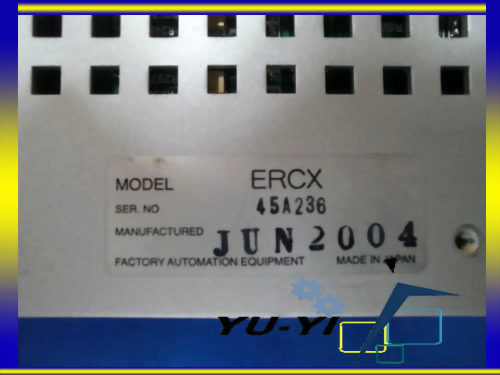 MODEL ERCX
SER. NO 45A236
MANUFACTURED JUN 2004
FACTORY AUTOMATION EQUIPMENT MADE IN JAPAN
YU-YI